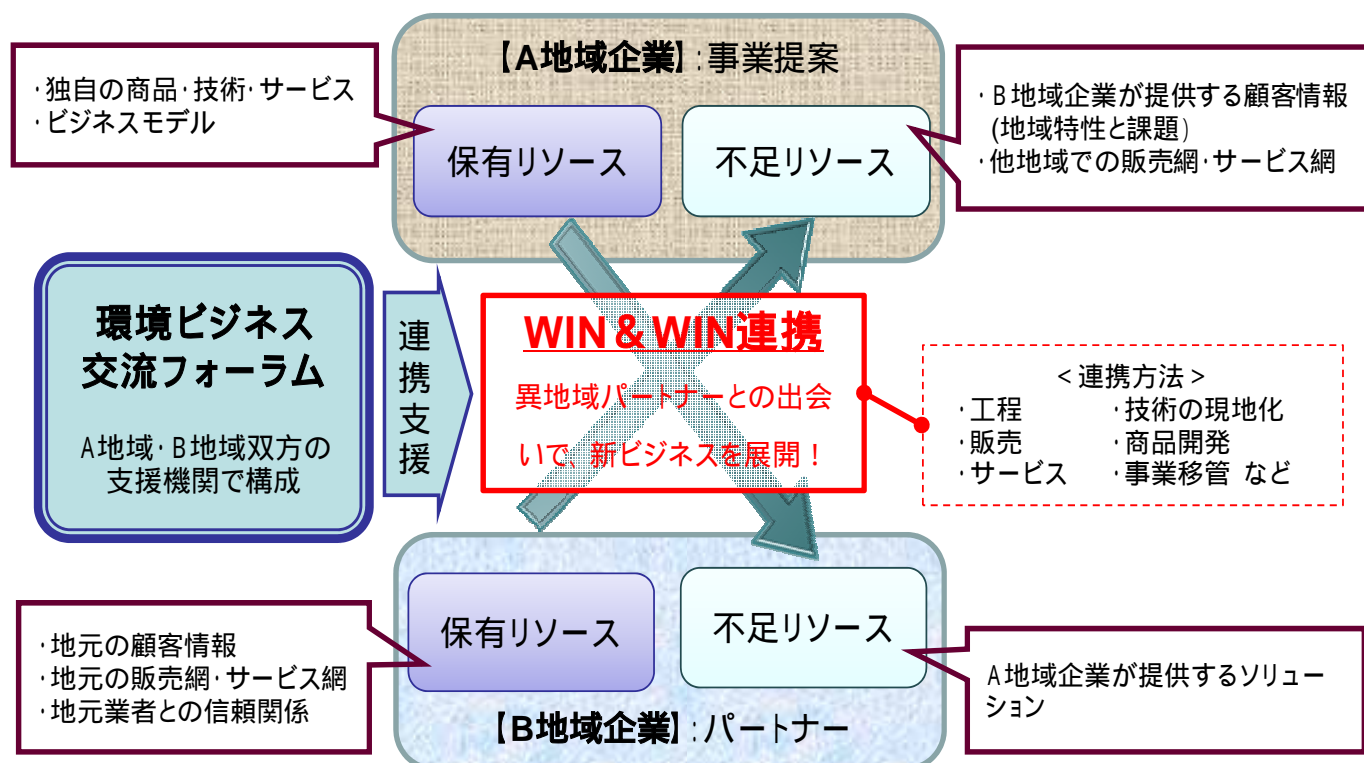 【A地域企業】:事業提案
・独自の商品・技術・サービス
・ビジネスモデル
保有リソース
不足リソース
・B地域企業が提供する顧客情報
(地域特性と課題)
・他地域での販売網・サービス網
環境ビジネス
交流フォーラム
A地域・B地域双方の
支援機関で構成
連携支援
WIN&WIN連携
異地域パートナーとの出会
いで、新ビジネスを展開!
<連携方法>
・工程 ・技術の現地化
・販売 ・商品開発
・サービス ・事業移管 など
保有リソース
不足リソース
・地元の顧客情報
・地元の販売網・サービス網
・地元業者との信頼関係
A地域企業が提供するソリュー
ション
【B地域企業】:パートナー